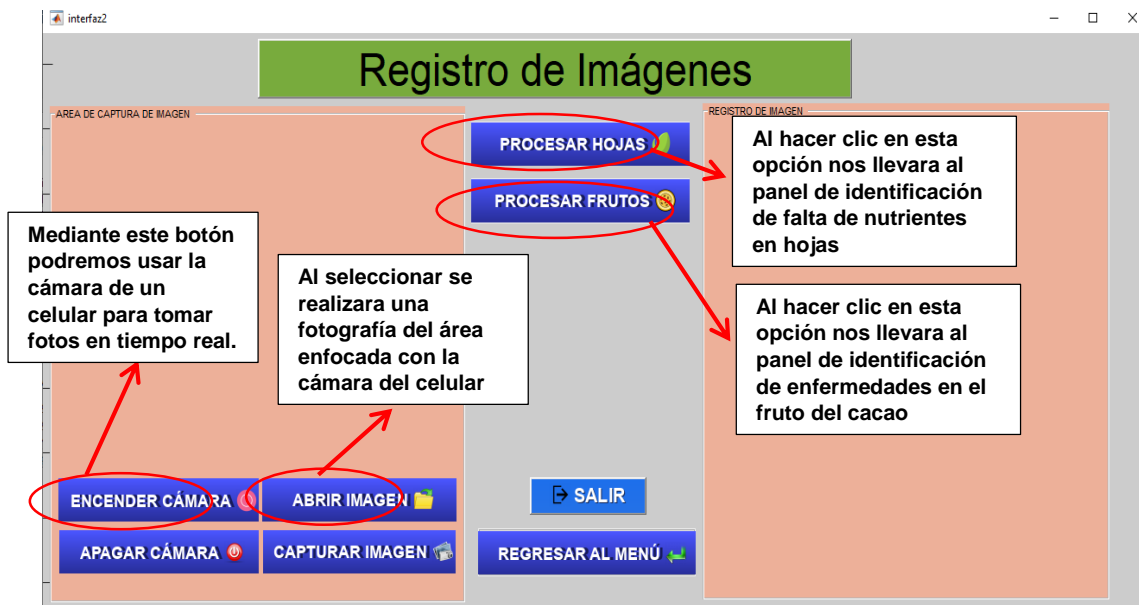 interfaz2
Registro de Imágenes
AREA DE CAPTURA DE IMAGEN
REGISTRO DE IMAGEN
PROCESAR HOJAS
PROCESAR FRUTOS
Al hacer clic en esta
opción nos llevara al
panel de identificación
de falta de nutrientes
en hojas
Mediante este botón
podremos usar la
cámara de un
celular para tomar
fotos en tiempo real.
Al seleccionar se
realizara una
fotografía del área
enfocada con la
cámara del celular
Al hacer clic en esta
opción nos llevara al
panel de identificación
de enfermedades en el
fruto del cacao
ENCENDER CÁMARA
ABRIR IMAGEN
SALIR
APAGAR CÁMARA
CAPTURAR IMAGEN
REGRESAR AL MENÚ